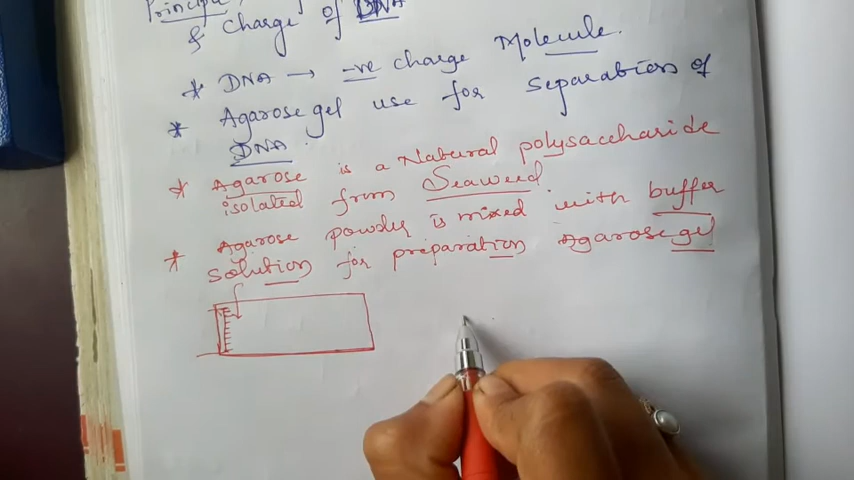 Principle
& charge of DNA
* DNA → -ve charge Molecule.
* Agarose gel use for Separation of
DNA.
* Agarose is a Natural polysaccharide
isolated from Seaweed
* Agarose powder is mixed with buffer
solution for preparation Agarose gel